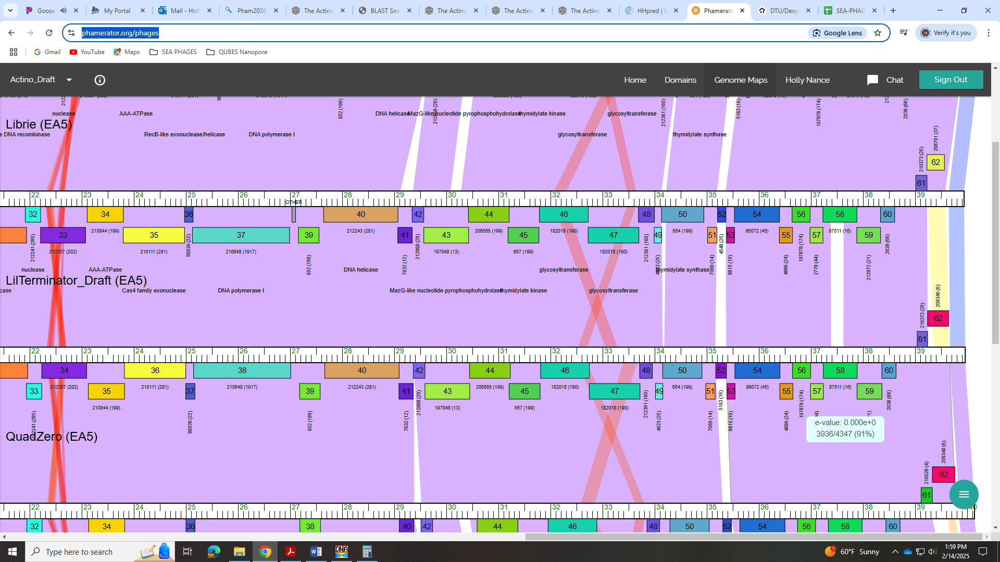 Goose
My Portal
Mail - Holl
Pham2038
The Actino
BLAST Sea
The Actino
The Actino
The Actino
HHpred | B
Phamerato
DTU/Deep
SEA-PHAG
phamerator.org/phages
Google Lens
Verify it's you
Gmail
YouTube
Maps
SEA PHAGES
QUBES Nanopore
Actino_Draft
Home
Domains
Genome Maps
Holly Nance
Chat
Sign Out
652 (199)
212868 (29)
212361 (160)
5163 (16)
197878 (174)
2038 (68)
nuclease
AAA-ATPase
DNA helicase
MazG-like nucleotide pyrophosphohydrolase
thymidylate kinase
glycosyltransferase
Librie (EA5)
e DNA recombinase
RecB-like exonuclease/helicase
DNA polymerase I
glycosyltransferase
thymidylate synthase
210373 (20)
208791 (37)
62
61
22 23 24 25 26 27 28 29 30 31 32 33 34 35 36 37 38 39
OTHER
32 34 36 40 42 44 46 48 50 52 54 56 58 60
210844 (199) 212243 (281) 206585 (199) 182018 (190) 654 (199) 86072 (45) 87511 (16)
33 35 37 39 41 43 45 47 49 51 53 55 57 59
212241 (285) 212307 (202) 210111 (281) 86939 (22) 210648 (1917) 652 (199) 7632 (12) 212868 (29) 197048 (13) 657 (199) 182018 (190) 212361 (160) 4923 (25) 7069 (14) 4548 (25) 8815 (10) 4886 (24) 197878 (174) 2778 (44) 212972 (21) 2038 (68)
nuclease
AAA-ATPase
DNA helicase
glycosyltransferase
thymidylate synthase
LilTerminator_Draft (EA5)
case
Cas4 family exonuclease
DNA polymerase I
MazG-like nucleotide pyrophosphohydrolase
thymidylate kinase
glycosyltransferase
210373 (20)
209340 (6)
62
61
22 23 24 25 26 27 28 29 30 31 32 33 34 35 36 37 38 39
34 36 38 40 42 44 46 48 50 52 54 56 58 60
212307 (202) 210111 (281) 210648 (1917) 212243 (281) 206585 (199) 182018 (190) 654 (199) 86072 (45) 87511 (16)
33 35 37 39 41 43 45 47 49 51 53 55 57 59
210844 (199) 86939 (22) 652 (199) 7632 (12) 212868 (29) 197048 (13) 657 (199) 182018 (190) 212361 (160) 4923 (25) 7069 (14) 5163 (16) 8815 (10) 4886 (24) 197878 (174) 2038 (68)
e-value: 0.000e+0
3936/4347 (91%)
QuadZero (EA5)
210528 (4)
209340 (6)
62
61
22 23 24 25 26 27 28 29 30 31 32 33 34 35 36 37 38 39
32 34 36 38 40 42 44 46 48 50 52 54 56 58 60
Type here to search
DNA
60°F Sunny
1:59 PM
2/14/2025